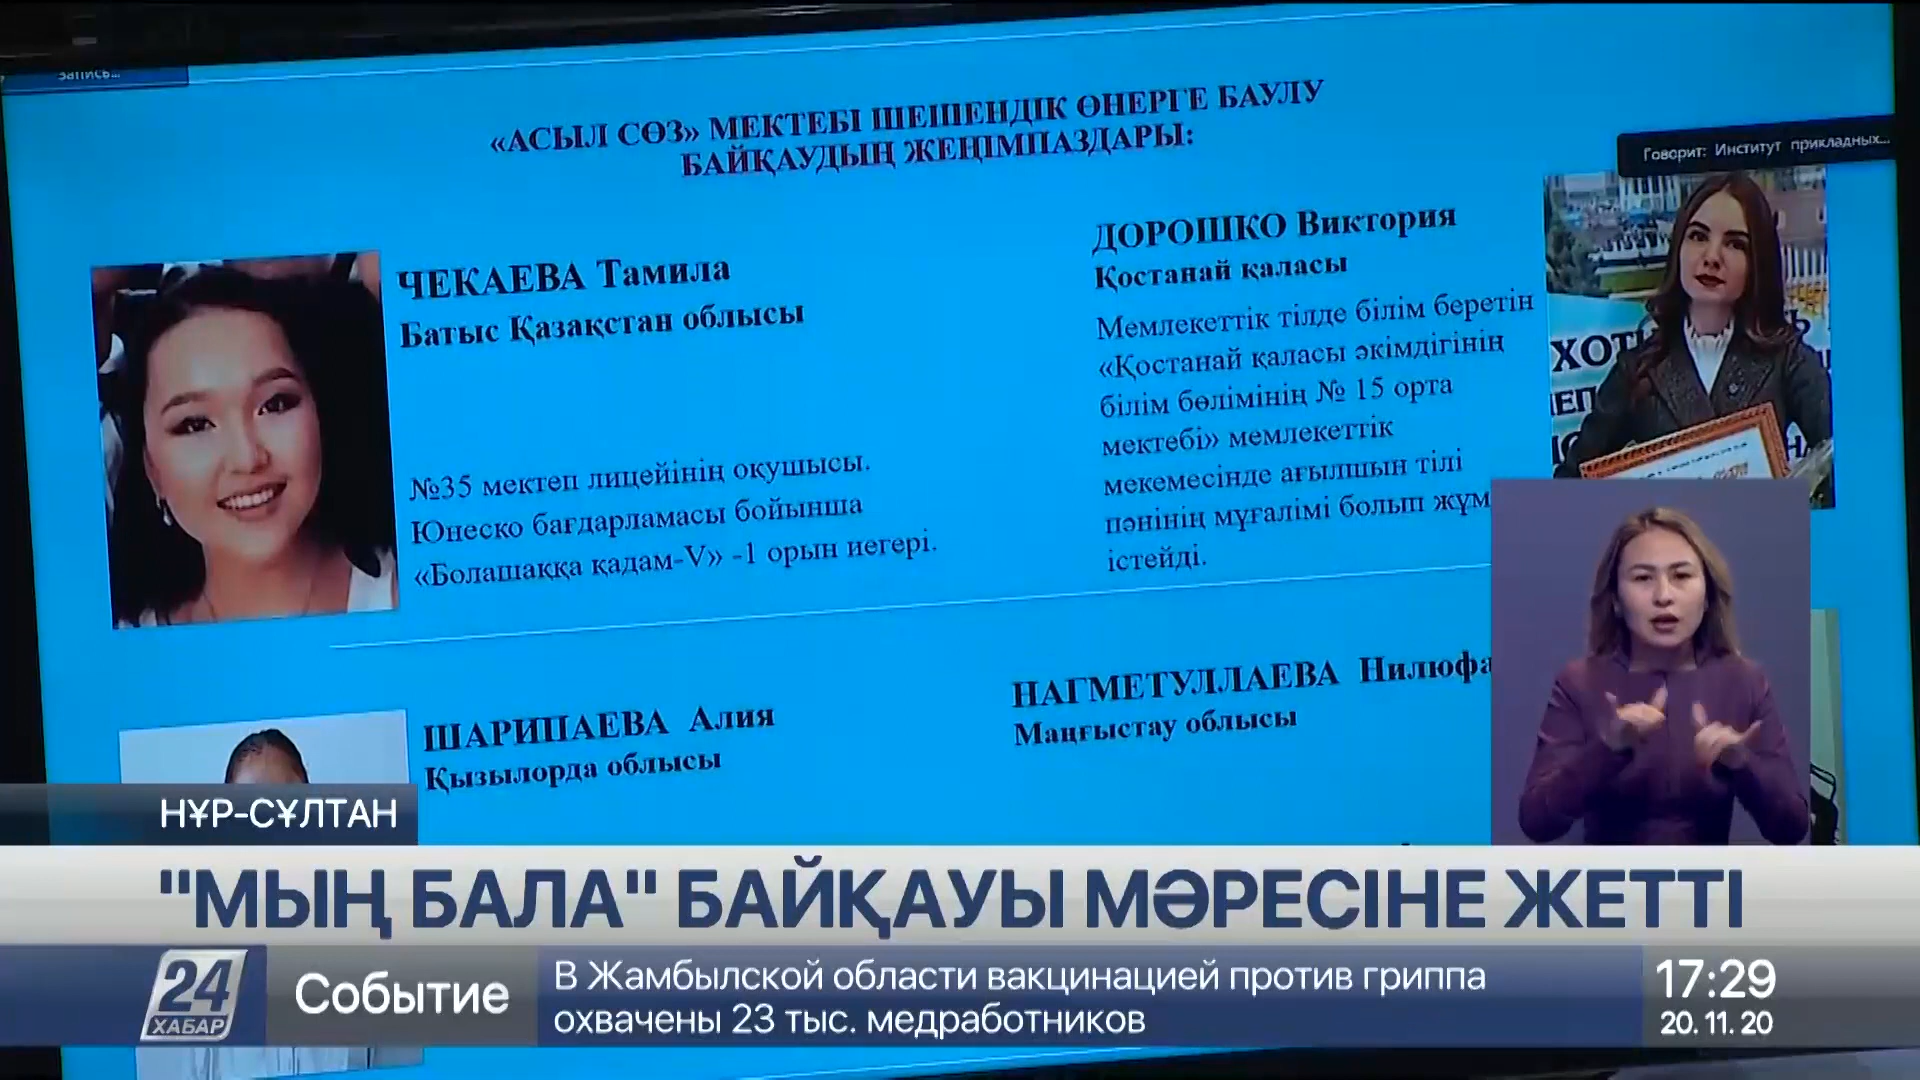 Запись...
«АСЫЛ СӨЗ» МЕКТЕБІ ШЕШЕНДІК ӨНЕРГЕ БАУЛУ
БАЙҚАУДЫҢ ЖЕҢІМПАЗДАРЫ:
Говорит: Институт прикладных...
ЧЕКАЕВА Тамила
Батыс Қазақстан облысы
№35 мектеп лицейінің оқушысы.
Юнеско бағдарламасы бойынша
«Болашаққа қадам-V» -1 орын иегері.
ДОРОШКО Виктория
Қостанай қаласы
Мемлекеттік тілде білім беретін
«Қостанай қаласы әкімдігінің
білім бөлімінің № 15 орта
мектебі» мемлекеттік
мекемесінде ағылшын тілі
пәнінің мұғалімі болып жұм
істейді.
ШАРИПАЕВА Алия
Қызылорда облысы
НАГМЕТУЛЛАЕВА Нилюфа
Маңғыстау облысы
НҰР-СҰЛТАН
"МЫҢ БАЛА" БАЙҚАУЫ МӘРЕСІНЕ ЖЕТТІ
24
ХАБАР
Событие
В Жамбылской области вакцинацией против гриппа
охвачены 23 тыс. медработников
17:29
20.11.20